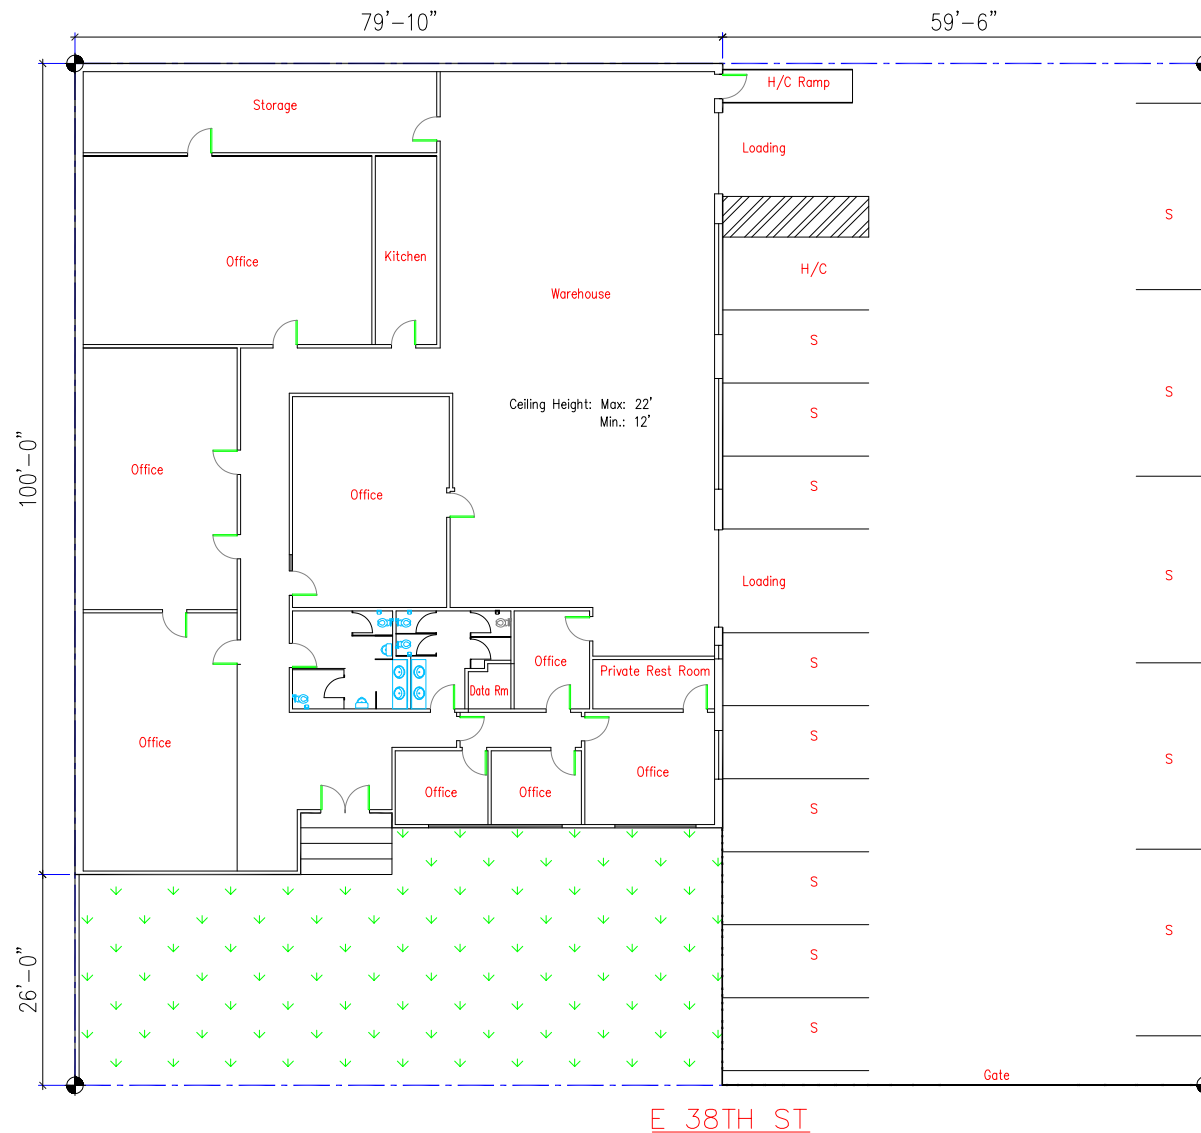 79'-10"
59'-6"
H/C Ramp
Storage
Loading
S
Kitchen
Office
H/C
Warehouse
S
S
Ceiling Height: Max: 22'
Min.: 12'
S
Office
S
Office
100'-0"
S
Loading
Office
S
Private Rest Room
Data Rm
S
Office
S
Office
Office
Office
S
S
S
26'-0"
S
S
Gate
E 38TH ST